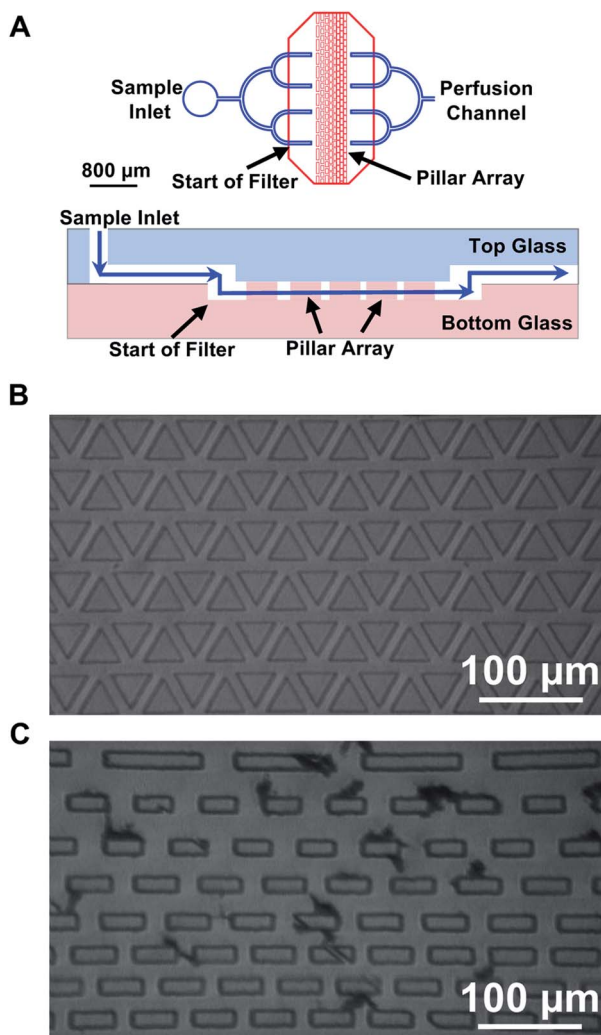 A
Sample
Inlet
Perfusion
Channel
800 µm
Start of Filter
Pillar Array
Sample Inlet
Top Glass
Start of Filter
Pillar Array
Bottom Glass
B
100 µm
C
100 µm